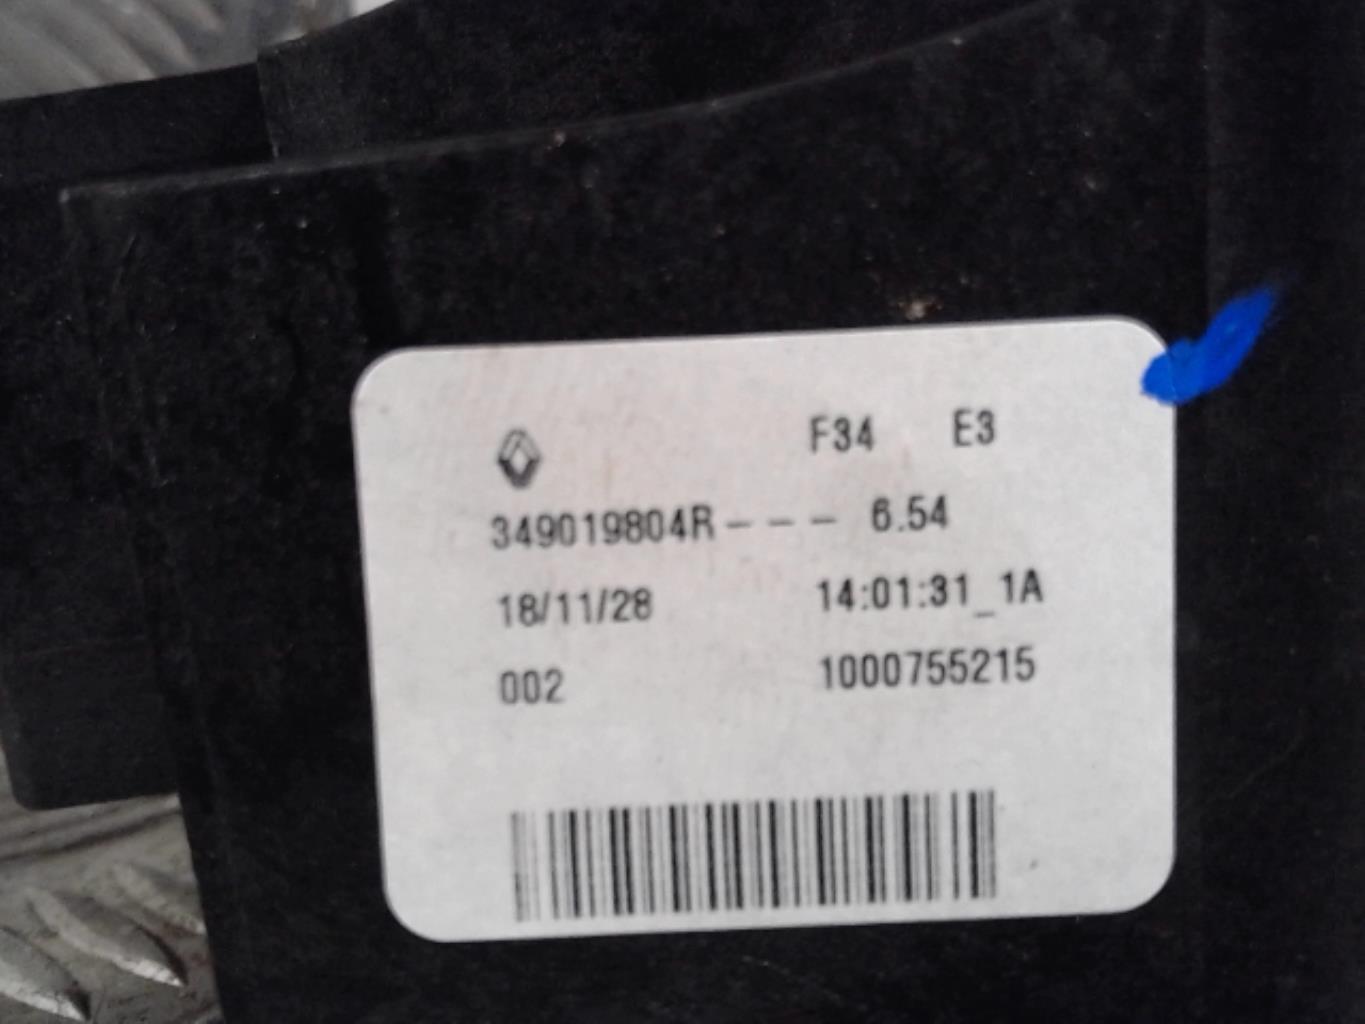 F34 E3
349019804R--- 6.54
18/11/28 14:01:31_1A
002 1000755215